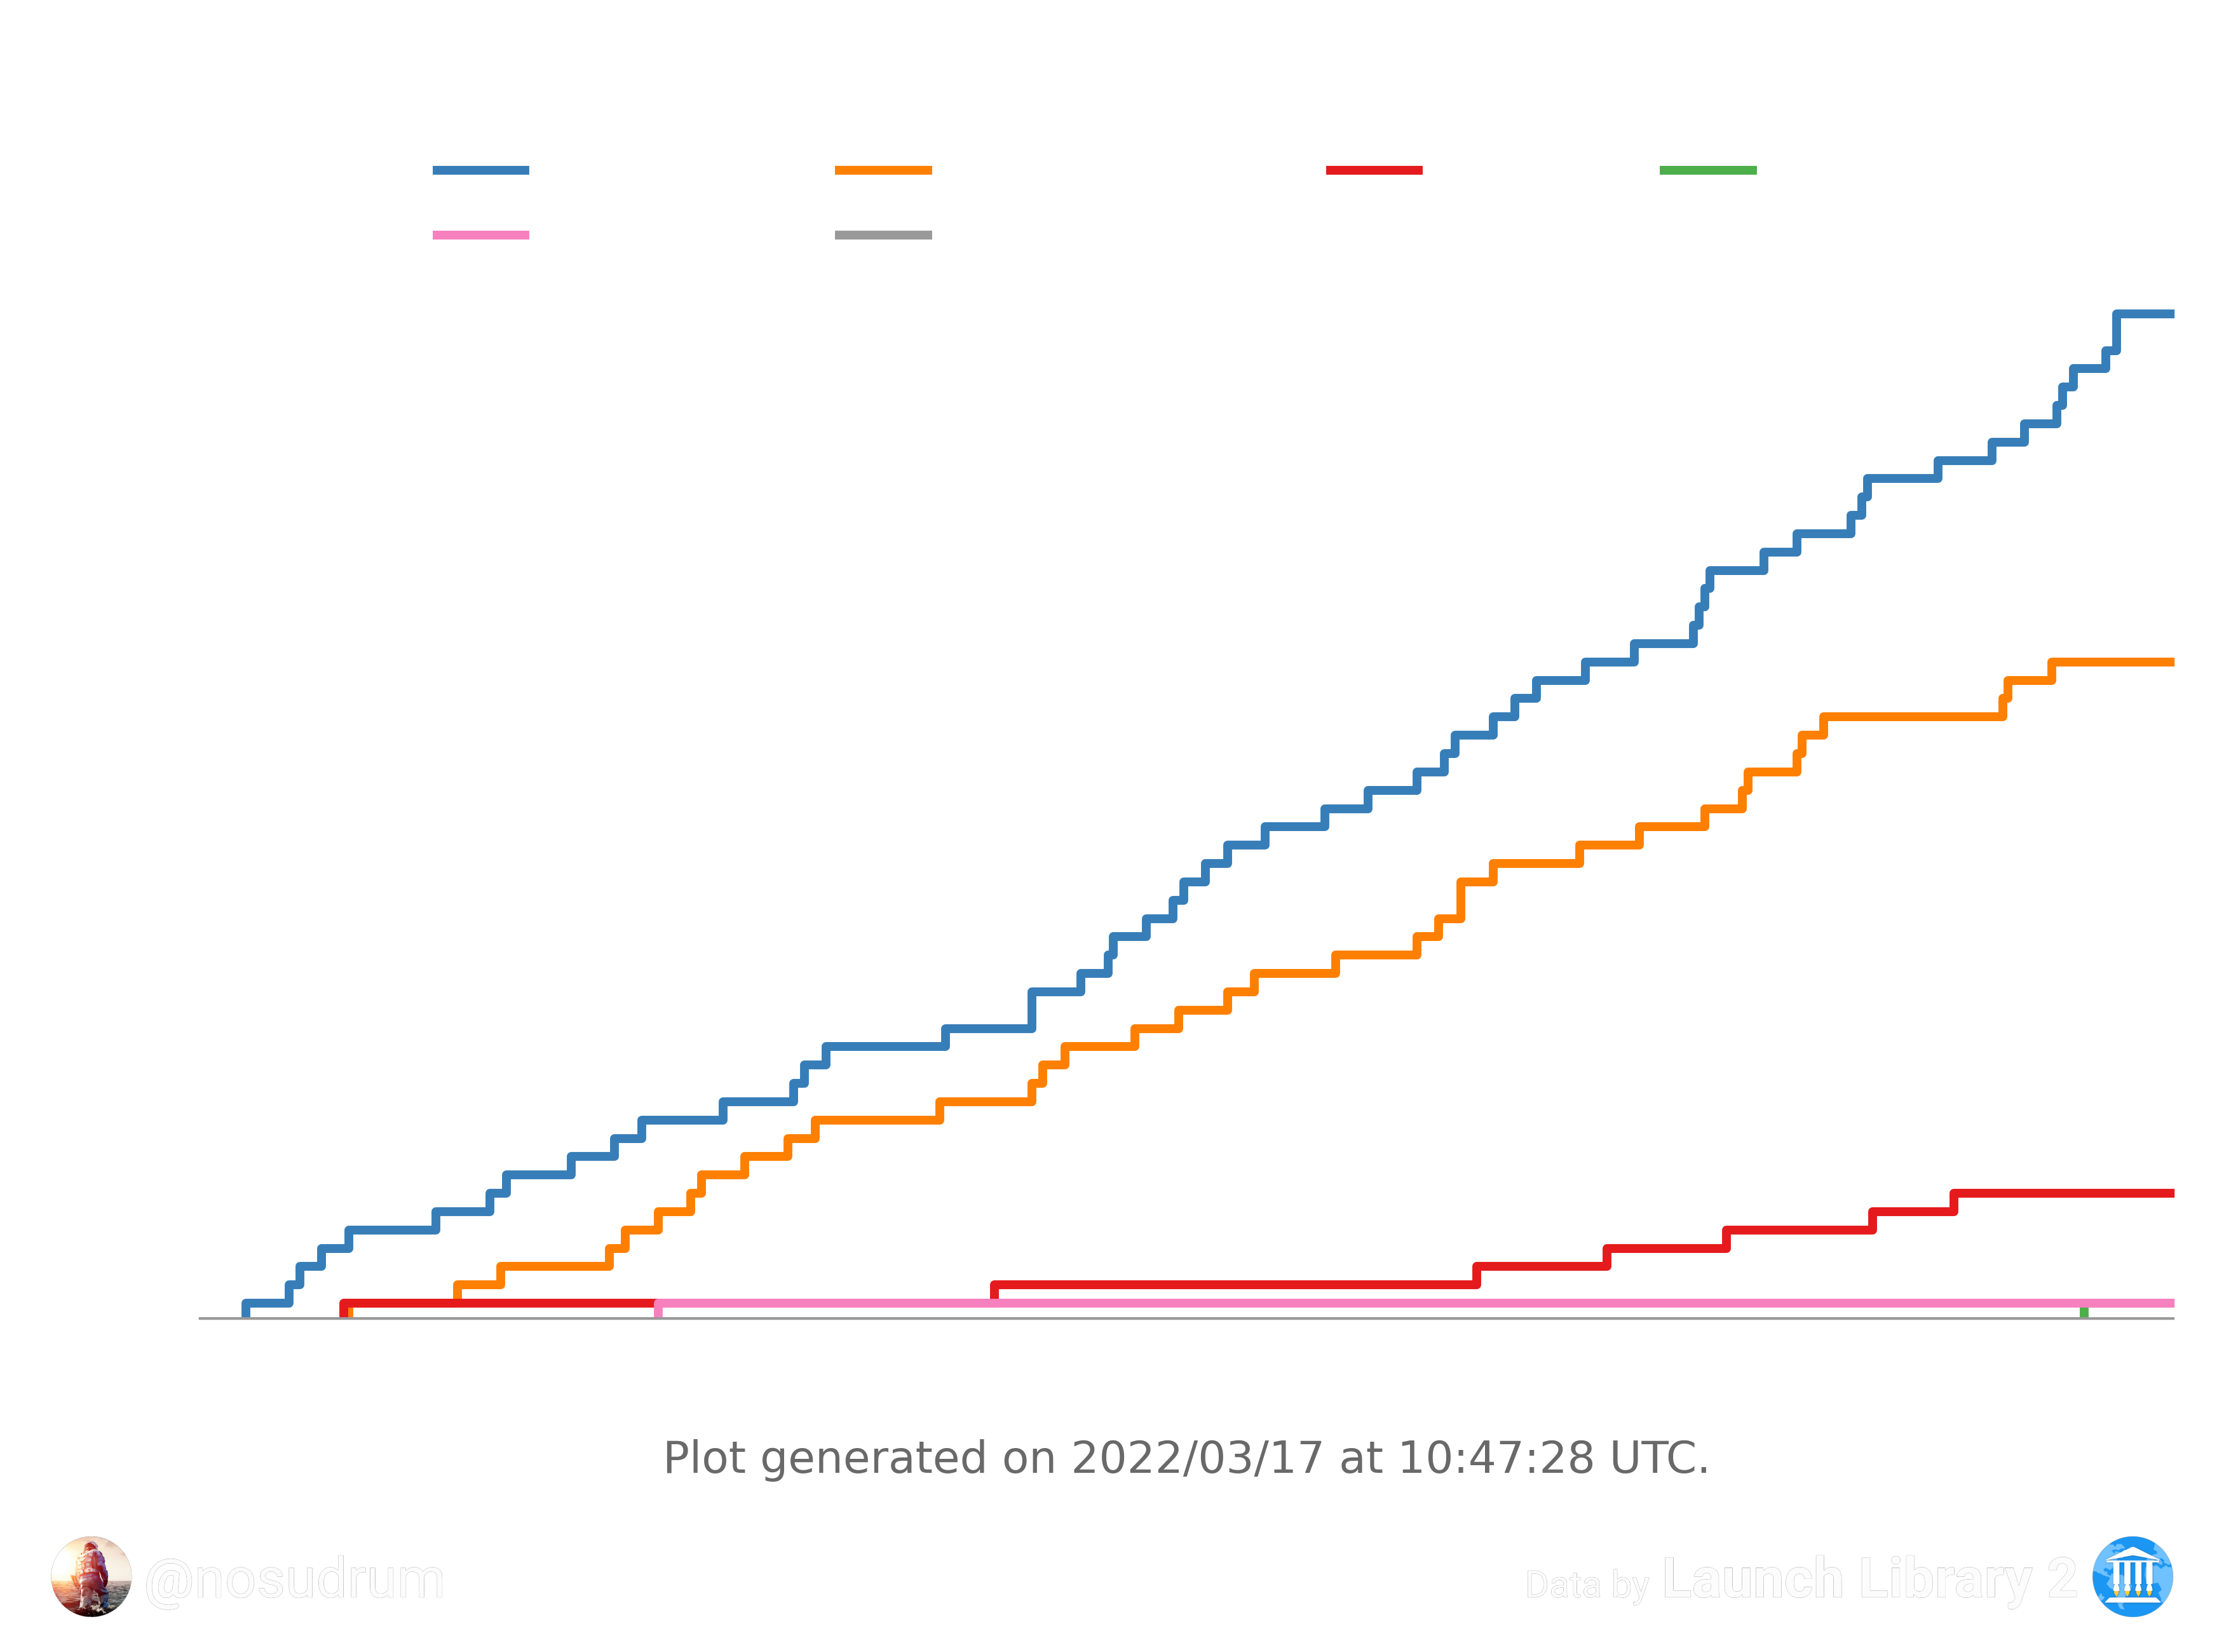 Plot generated on 2022/03/17 at 10:47:28 UTC.
@nosudrum
Data by Launch Library 2